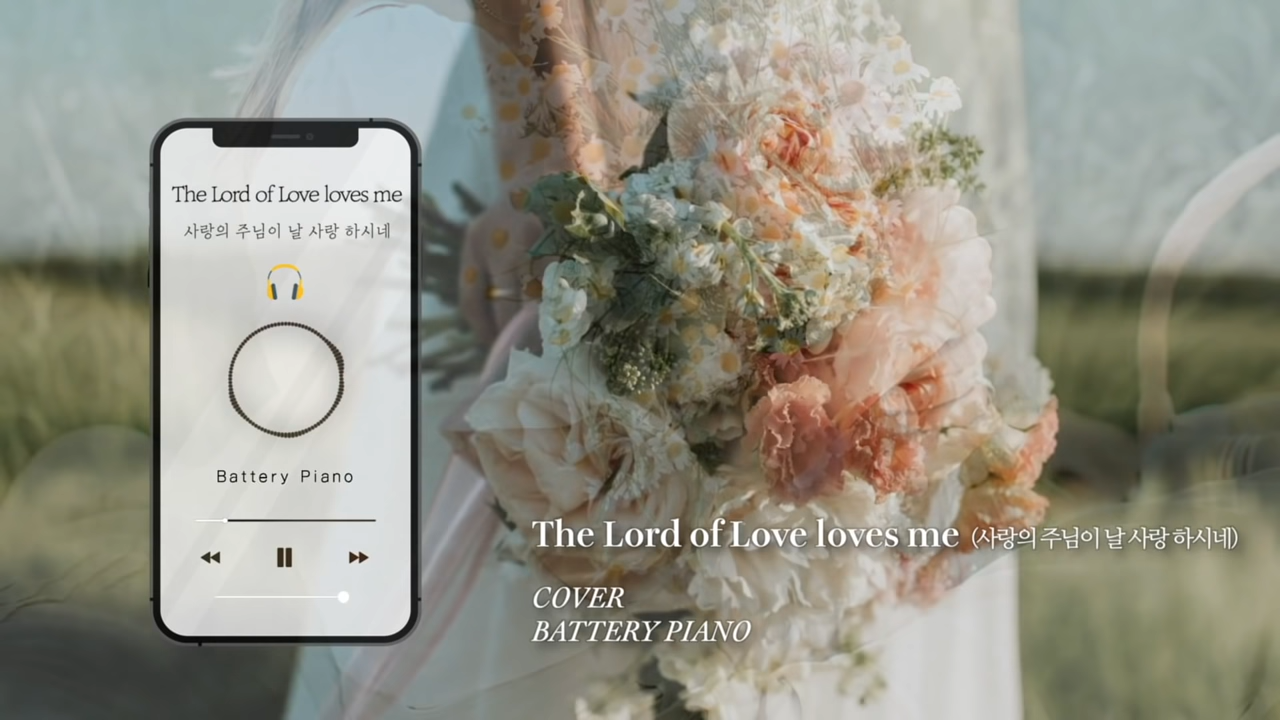 The Lord of Love loves me
사랑의 주님이 날 사랑 하시네
Battery Piano
The Lord of Love loves me (사랑의 주님이 날 사랑 하시네)
COVER
BATTERY PIANO